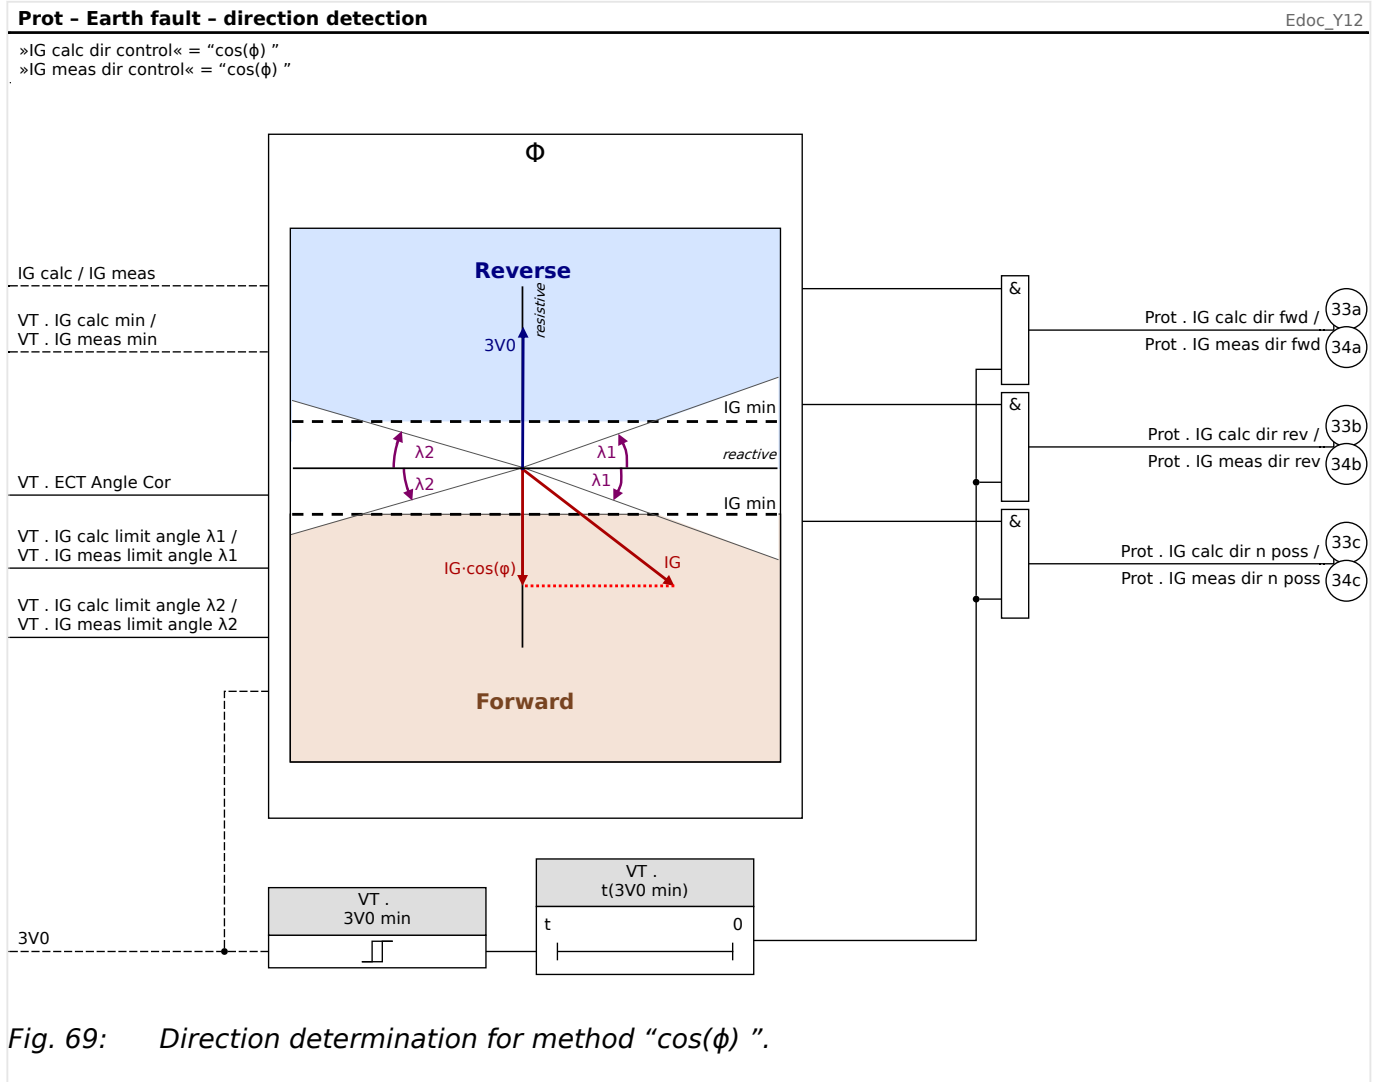 Prot – Earth fault – direction detection
Edoc_Y12
»IG calc dir control« = “cos(ϕ) ”
»IG meas dir control« = “cos(ϕ) ”
Φ
Reverse
resistive
3V0
IG min
λ2
λ1
reactive
λ2
λ1
IG min
IG·cos(φ)
IG
Forward
IG calc / IG meas
VT . IG calc min /
VT . IG meas min
VT . ECT Angle Cor
VT . IG calc limit angle λ1 /
VT . IG meas limit angle λ1
VT . IG calc limit angle λ2 /
VT . IG meas limit angle λ2
3V0
VT .
3V0 min
VT .
t(3V0 min)
t
0
&
Prot . IG calc dir fwd /
33a
Prot . IG meas dir fwd
34a
&
Prot . IG calc dir rev /
33b
Prot . IG meas dir rev
34b
&
Prot . IG calc dir n poss /
33c
Prot . IG meas dir n poss
34c
Fig. 69: Direction determination for method “cos(ϕ) ”.